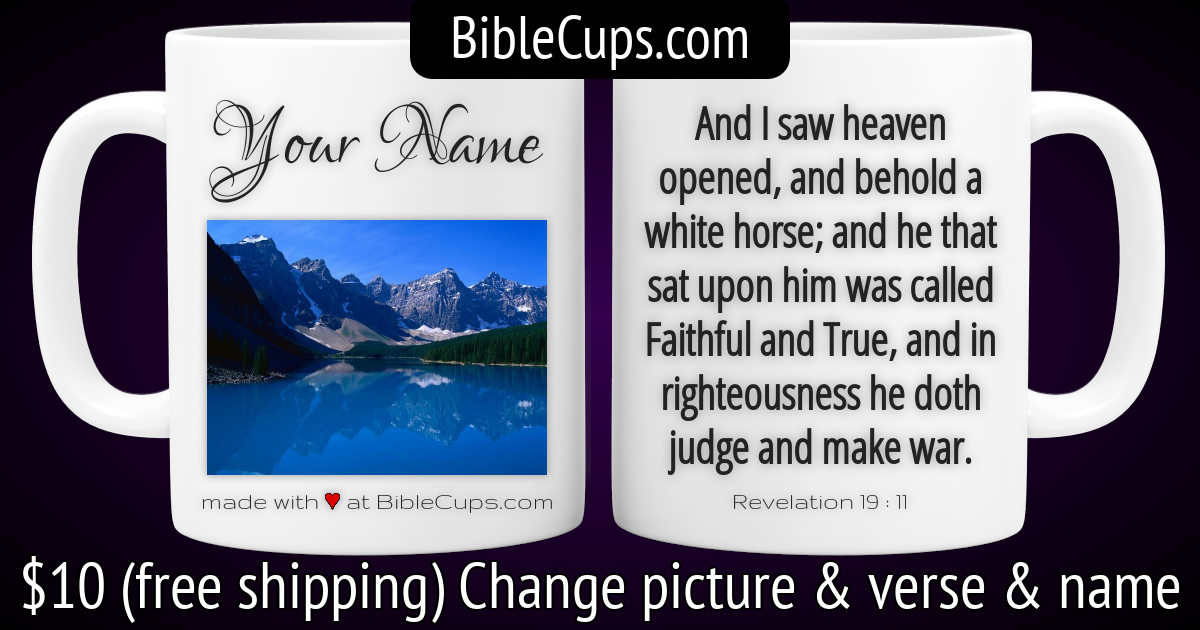 BibleCups.com
Your Name
made with ♥ at BibleCups.com
And I saw heaven
opened, and behold a
white horse; and he that
sat upon him was called
Faithful and True, and in
righteousness he doth
judge and make war.
Revelation 19 : 11
$10 (free shipping) Change picture & verse & name